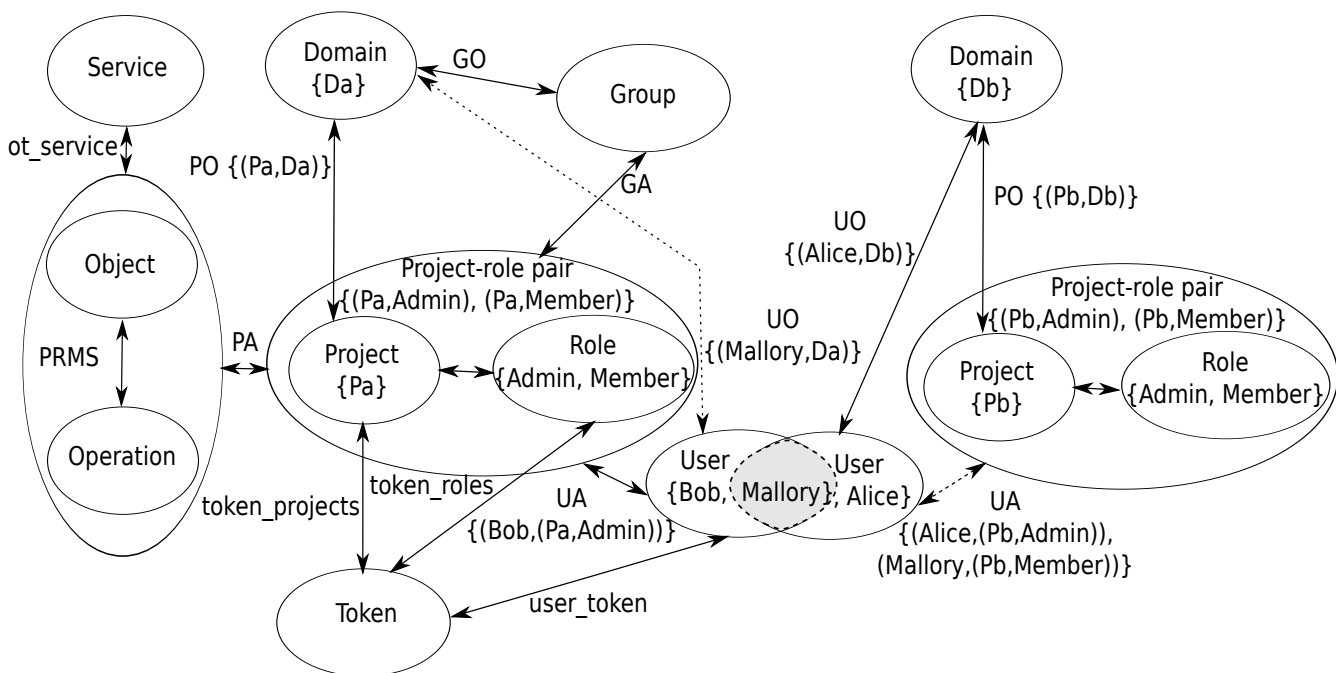 Service
Domain
{Da}
GO
Group
Domain
{Db}
ot_service
PO {(Pa,Da)}
GA
UO
{(Alice,Db)}
PO {(Pb,Db)}
Object
PRMS
Operation
PA
Project-role pair
{(Pa,Admin), (Pa,Member)}
Project
{Pa}
Role
{Admin, Member}
UO
{(Mallory,Da)}
Project-role pair
{(Pb,Admin), (Pb,Member)}
Project
{Pb}
Role
{Admin, Member}
User
{Bob,
Mallory}
User
, Alice}
token_projects
token_roles
UA
{(Bob,(Pa,Admin))}
UA
{(Alice,(Pb,Admin)),
(Mallory,(Pb,Member))}
Token
user_token